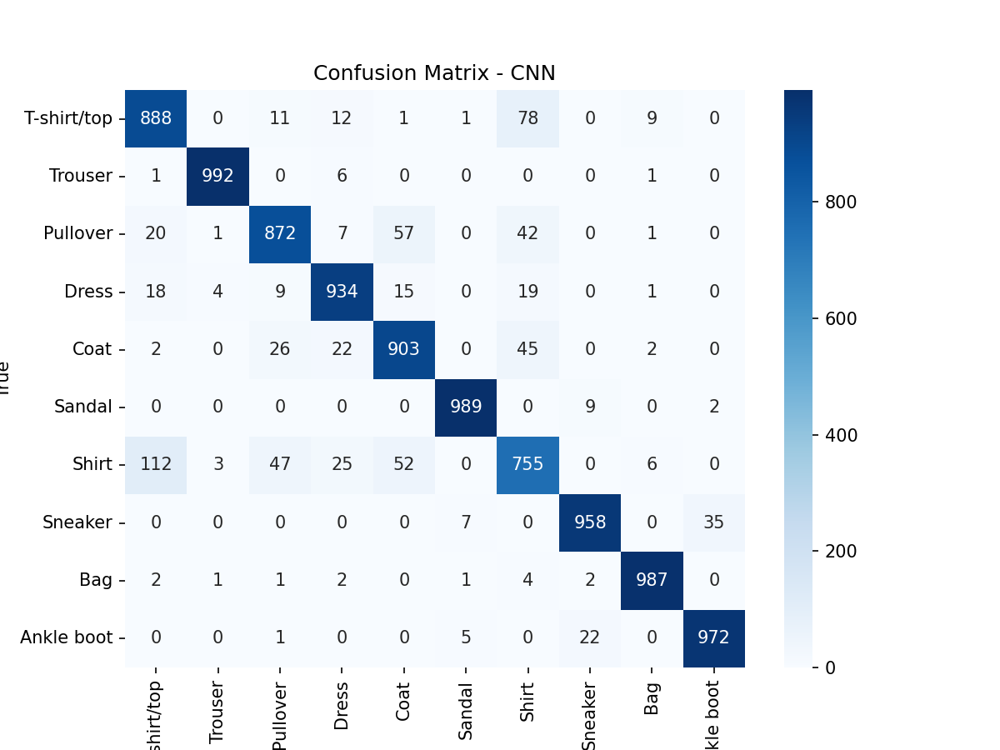 Confusion Matrix - CNN
T-shirt/top 888 0 11 12 1 1 78 0 9 0
Trouser 1 992 0 6 0 0 0 0 1 0
Pullover 20 1 872 7 57 0 42 0 1 0
Dress 18 4 9 934 15 0 19 0 1 0
Coat 2 0 26 22 903 0 45 0 2 0
Sandal 0 0 0 0 0 989 0 9 0 2
Shirt 112 3 47 25 52 0 755 0 6 0
Sneaker 0 0 0 0 0 7 0 958 0 35
Bag 2 1 1 2 0 1 4 2 987 0
Ankle boot 0 0 1 0 0 5 0 22 0 972
shirt/top Trouser Pullover Dress Coat Sandal Shirt Sneaker Bag kle boot
True
800
600
400
200
0